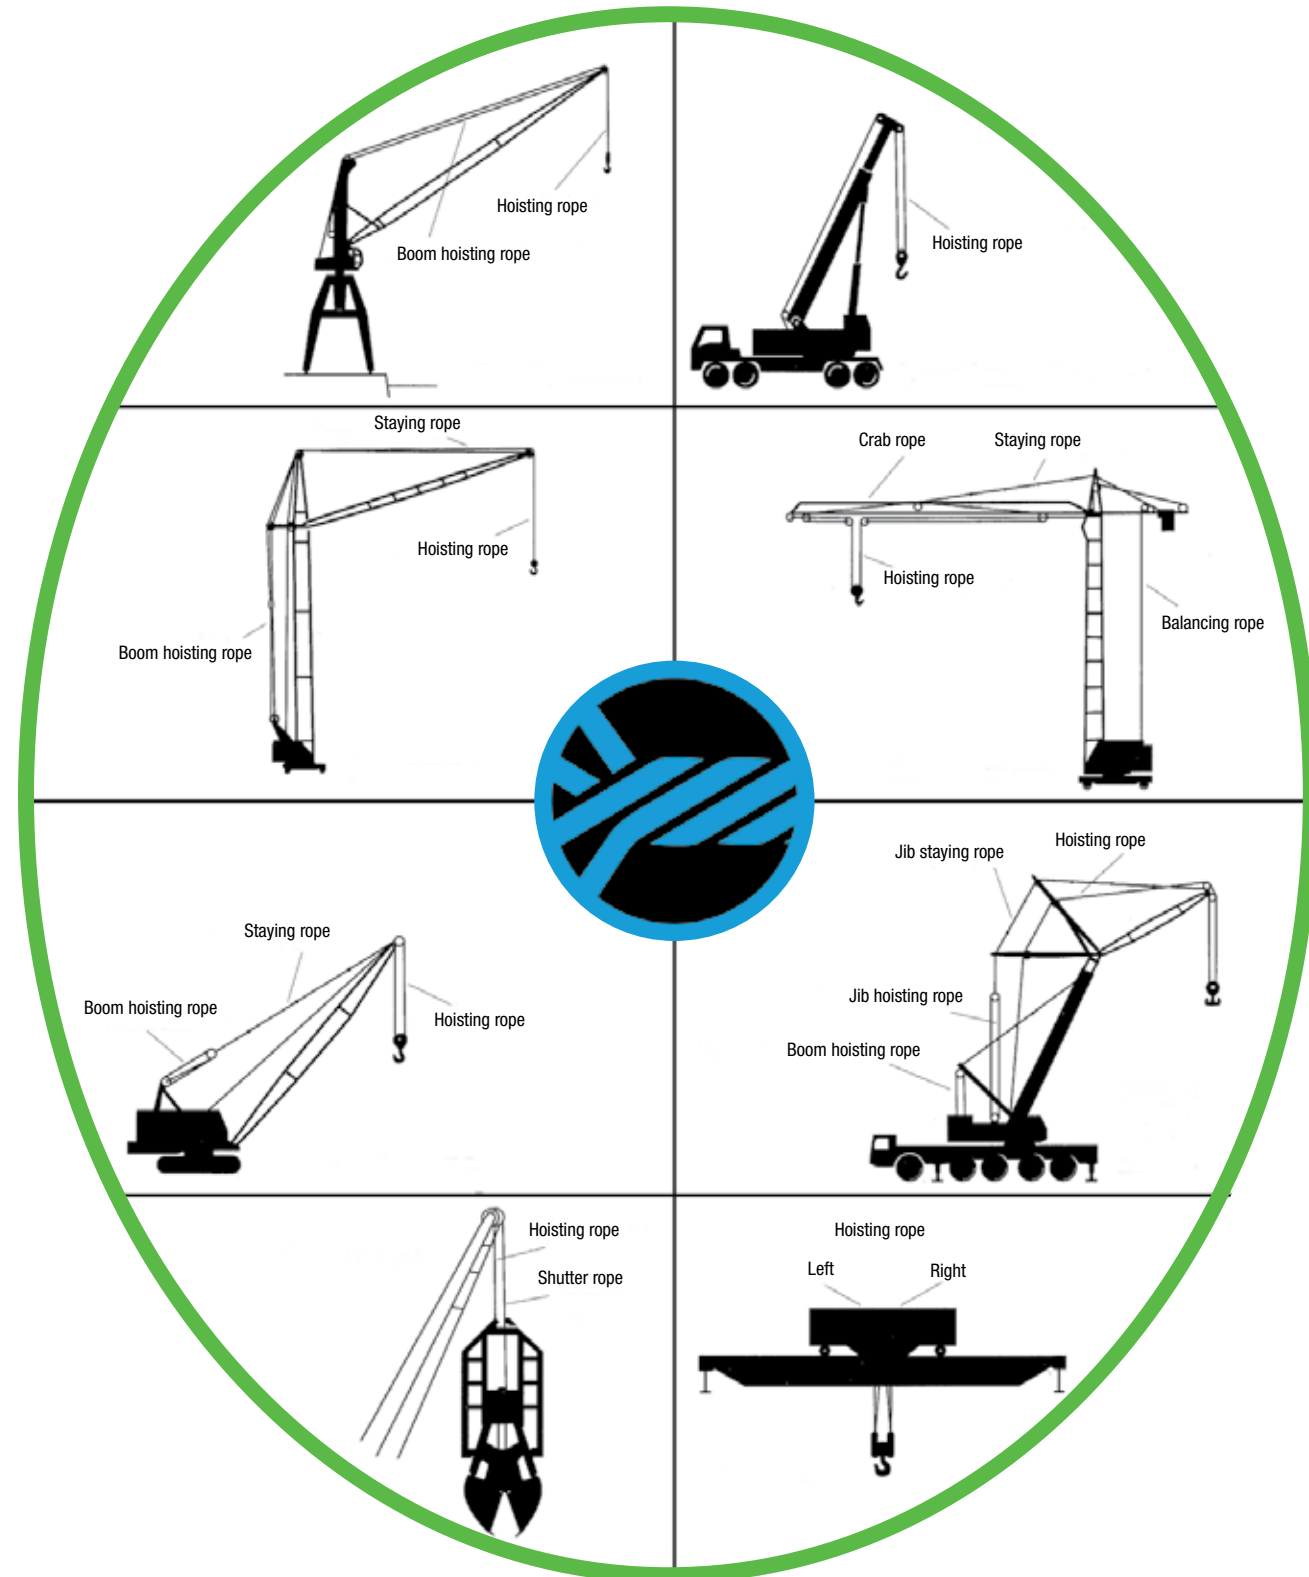 Hoisting rope
Boom hoisting rope
Hoisting rope
Staying rope
Hoisting rope
Boom hoisting rope
Crab rope
Staying rope
Hoisting rope
Balancing rope
Staying rope
Boom hoisting rope
Hoisting rope
Hoisting rope
Jib staying rope
Jib hoisting rope
Boom hoisting rope
Hoisting rope
Shutter rope
Hoisting rope
Left
Right